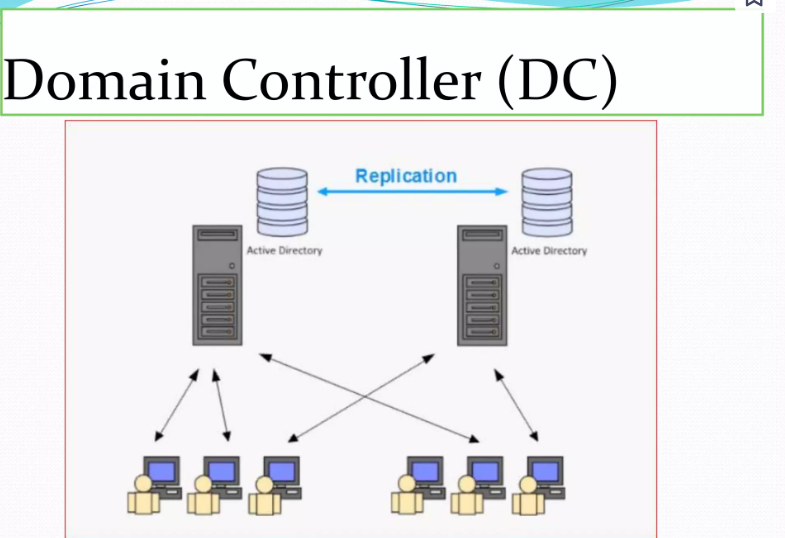 Domain Controller (DC)
Replication
Active Directory
Active Directory